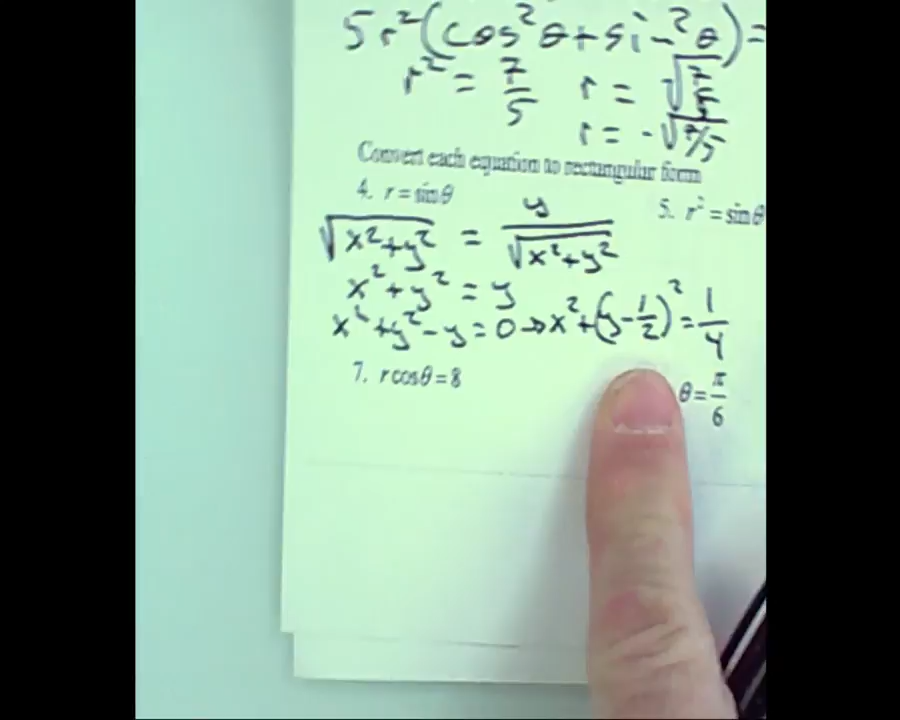 5r²(cos²θ+sin²θ)=
r² = 7/5 r = √7/5
r = -√7/5
Convert each equation to rectangular form
4. r = sinθ 5. r² = sinθ
√x²+y² = y/√x²+y²
x² + y² = y
x² + y² - y = 0 → x² + (y - 1/2)² = 1/4
7. r cosθ = 8 θ = π/6